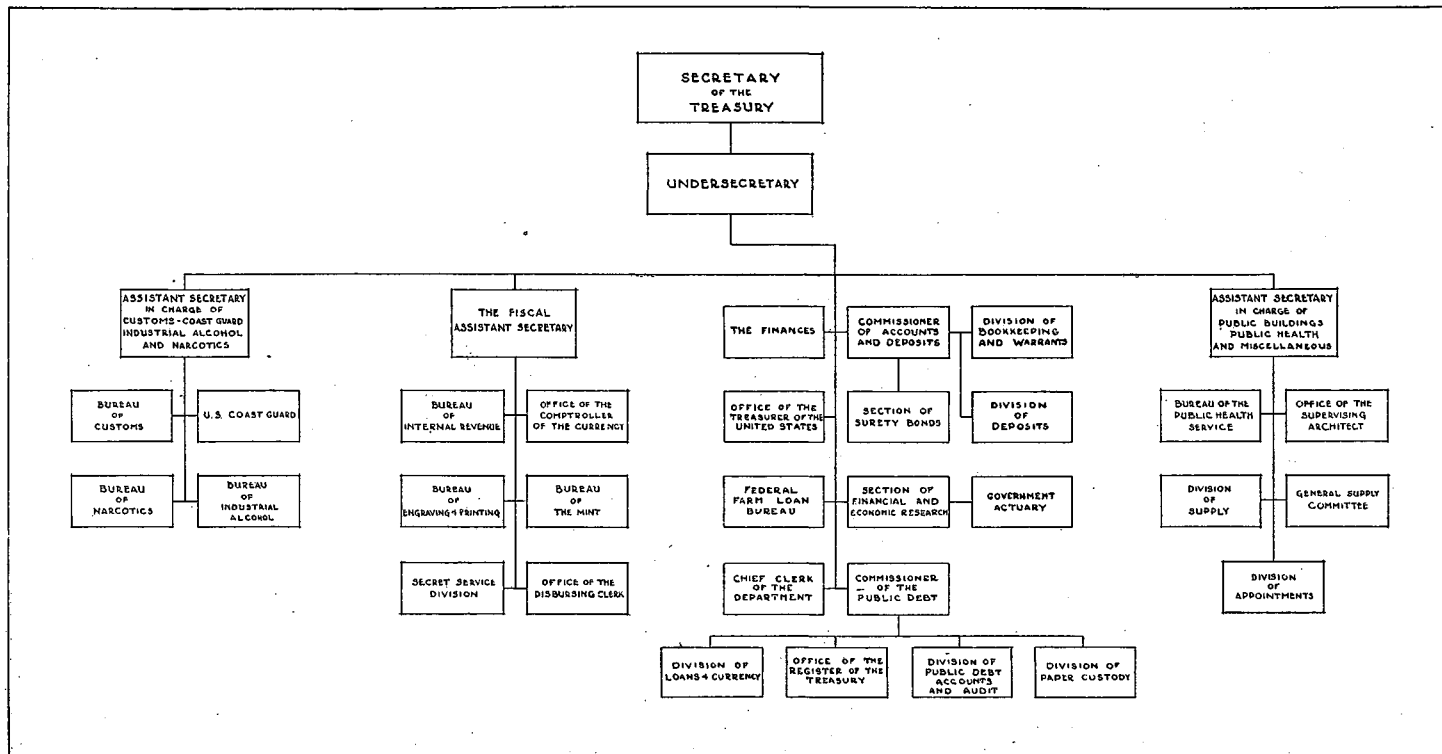 SECRETARY
OF THE
TREASURY
UNDERSECRETARY
ASSISTANT SECRETARY
IN CHARGE OF
CUSTOMS-COAST GUARD
INDUSTRIAL ALCOHOL
AND NARCOTICS
THE FISCAL
ASSISTANT SECRETARY
THE FINANCES
COMMISSIONER
OF ACCOUNTS
AND DEPOSITS
DIVISION OF
BOOKKEEPING
AND WARRANTS
ASSISTANT SECRETARY
IN CHARGE OF
PUBLIC BUILDINGS
PUBLIC HEALTH
AND MISCELLANEOUS
BUREAU
OF
CUSTOMS
U.S. COAST GUARD
BUREAU
OF
INTERNAL REVENUE
OFFICE OF THE
COMPTROLLER
OF THE CURRENCY
OFFICE OF THE
TREASURER OF THE
UNITED STATES
SECTION OF
SURETY BONDS
DIVISION
OF
DEPOSITS
BUREAU OF THE
PUBLIC HEALTH
SERVICE
OFFICE OF THE
SUPERVISING
ARCHITECT
BUREAU
OF
NARCOTICS
BUREAU
OF
INDUSTRIAL
ALCOHOL
BUREAU
OF
ENGRAVING & PRINTING
BUREAU
OF
THE MINT
FEDERAL
FARM LOAN
BUREAU
SECTION OF
FINANCIAL AND
ECONOMIC RESEARCH
GOVERNMENT
ACTUARY
DIVISION
OF
SUPPLY
GENERAL SUPPLY
COMMITTEE
SECRET SERVICE
DIVISION
OFFICE OF THE
DISBURSING CLERK
CHIEF CLERK
OF THE
DEPARTMENT
COMMISSIONER
OF THE
PUBLIC DEBT
DIVISION
OF
APPOINTMENTS
DIVISION OF
LOANS & CURRENCY
OFFICE OF THE
REGISTER OF THE
TREASURY
DIVISION OF
PUBLIC DEBT
ACCOUNTS
AND AUDIT
DIVISION OF
PAPER CUSTODY